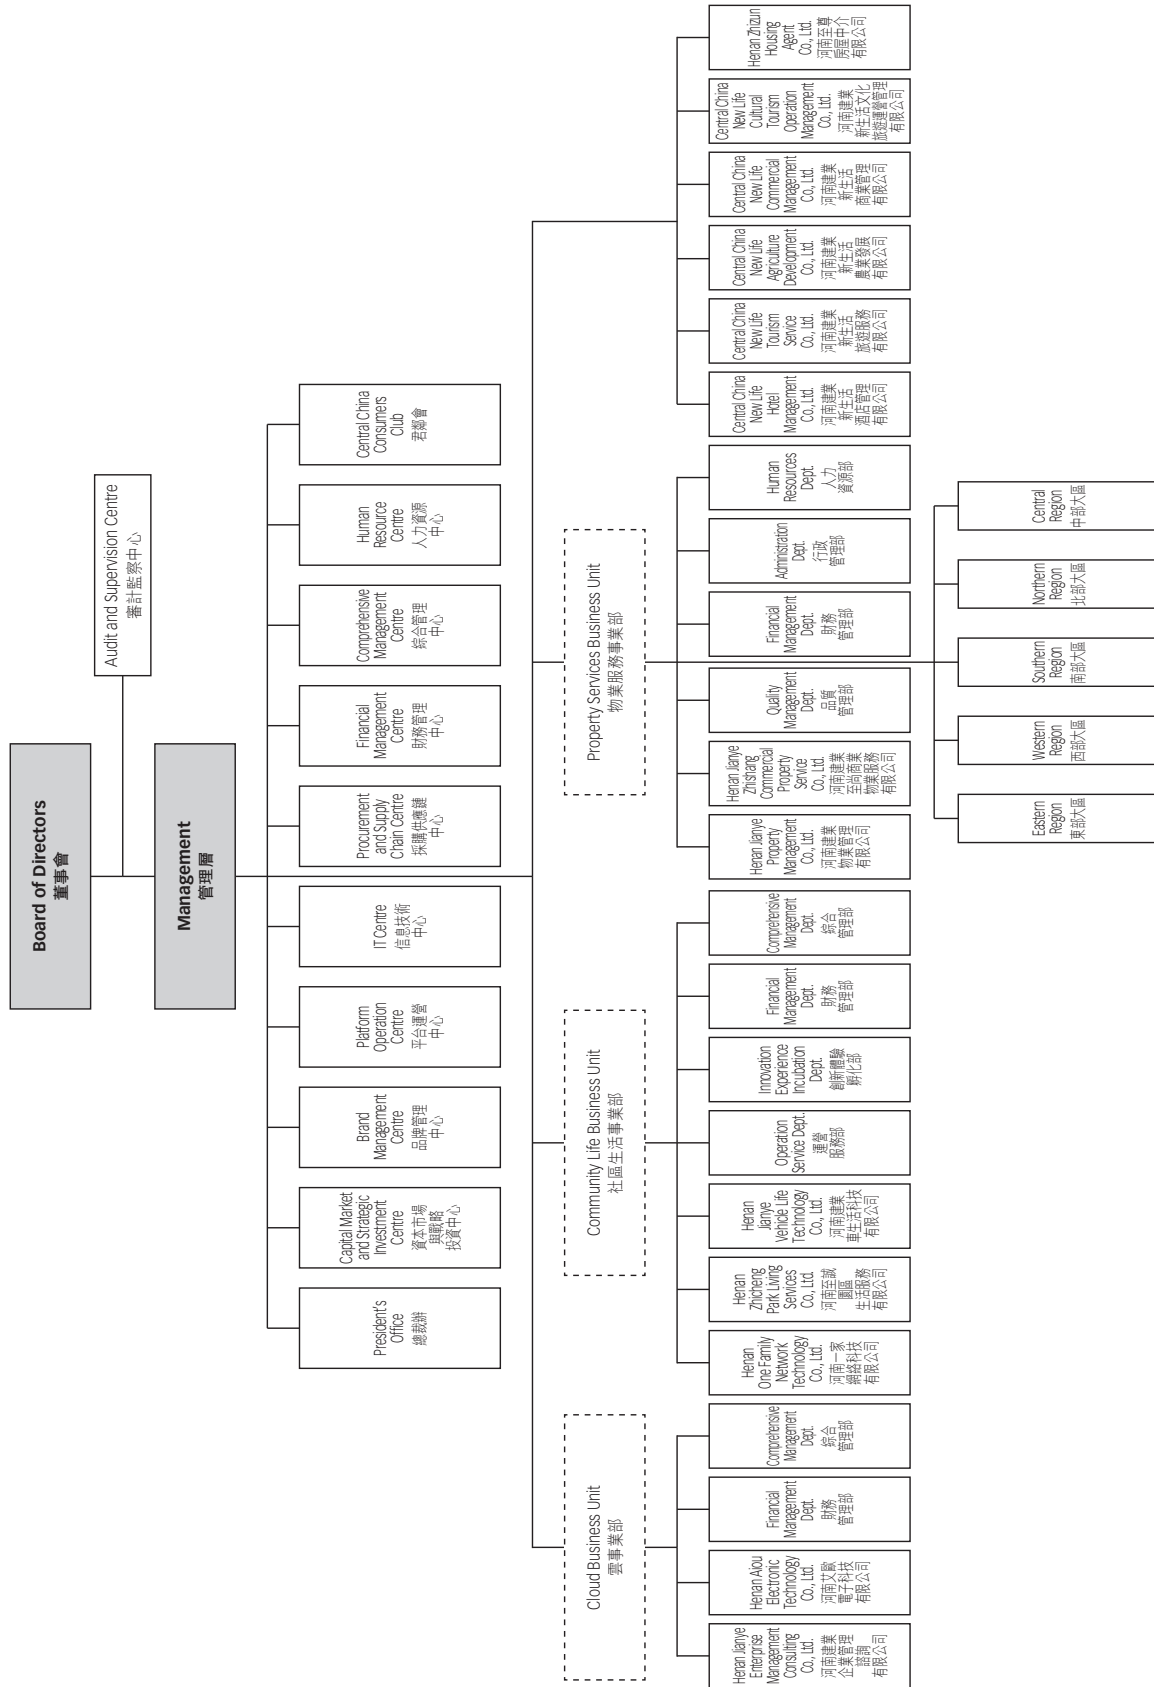 Board of Directors
董事會
Audit and Supervision Centre
審計監察中心
Management
管理層
President's
Office
總裁辦
Capital Market
and Strategic
Investment
Centre
資本市場
與戰略
投資中心
Brand
Management
Centre
品牌管理
中心
Platform
Operation
Centre
平台運營
中心
IT Centre
信息技術
中心
Procurement
and Supply
Chain Centre
採購供應鏈
中心
Financial
Management
Centre
財務管理
中心
Comprehensive
Management
Centre
綜合管理
中心
Human
Resource
Centre
人力資源
中心
Central China
Consumers
Club
君鄰會
Cloud Business Unit
雲事業部
Community Life Business Unit
社區生活事業部
Property Services Business Unit
物業服務事業部
Henan Jianye
Enterprise
Management
Consulting
Co., Ltd.
河南建業
企業管理
諮詢
有限公司
Henan Aiou
Electronic
Technology
Co., Ltd.
河南艾歐
電子科技
有限公司
Financial
Management
Dept.
財務
管理部
Comprehensive
Management
Dept.
綜合
管理部
Henan
One Family
Network
Technology
Co., Ltd.
河南一家
網絡科技
有限公司
Henan
Zhicheng
Park Living
Services
Co., Ltd.
河南至誠
園區
生活服務
有限公司
Henan
Jianye
Vehicle Life
Technology
Co., Ltd.
河南建業
車生活科技
有限公司
Operation
Service Dept.
運營
服務部
Innovation
Experience
Incubation
Dept.
創新體驗
孵化部
Financial
Management
Dept.
財務
管理部
Comprehensive
Management
Dept.
綜合
管理部
Henan Jianye
Property
Management
Co., Ltd.
河南建業
物業管理
有限公司
Henan Jianye
Zhishang
Commercial
Property
Service
Co., Ltd.
河南建業
至尚商業
物業服務
有限公司
Quality
Management
Dept.
品質
管理部
Financial
Management
Dept.
財務
管理部
Administration
Dept.
行政
管理部
Human
Resources
Dept.
人力
資源部
Central China
New Life
Hotel
Management
Co., Ltd.
河南建業
新生活
酒店管理
有限公司
Central China
New Life
Tourism
Service
Co., Ltd.
河南建業
新生活
旅遊服務
有限公司
Central China
New Life
Agriculture
Development
Co., Ltd.
河南建業
新生活
農業發展
有限公司
Central China
New Life
Commercial
Management
Co., Ltd.
河南建業
新生活
商業管理
有限公司
Central China
New Life
Cultural
Tourism
Operation
Management
Co., Ltd.
河南建業
新生活文化
旅遊運營管理
有限公司
Henan Zhizun
Housing
Agent
Co., Ltd.
河南至尊
房屋中介
有限公司
Eastern
Region
東部大區
Western
Region
西部大區
Southern
Region
南部大區
Northern
Region
北部大區
Central
Region
中部大區